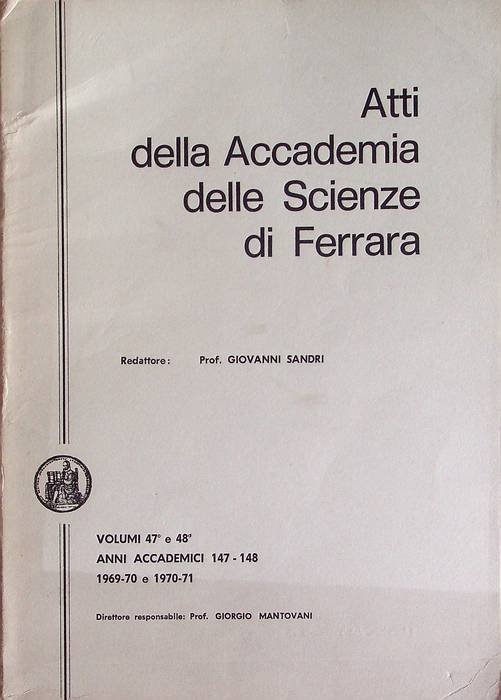 Atti
della Accademia
delle Scienze
di Ferrara
Redattore: Prof. GIOVANNI SANDRI
VOLUMI 47° e 48°
ANNI ACCADEMICI 147 - 148
1969-70 e 1970-71
Direttore responsabile: Prof. GIORGIO MANTOVANI